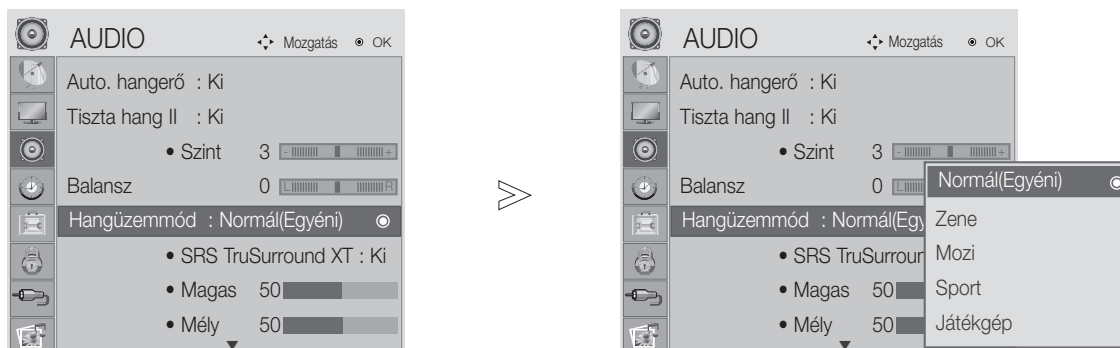 AUDIO Mozgatás OK
Auto. hangerő : Ki
Tiszta hang II : Ki
• Szint 3 - +
Balansz 0 L R
Hangüzemmód : Normál(Egyéni)
• SRS TruSurround XT : Ki
• Magas 50
• Mély 50
AUDIO Mozgatás OK
Auto. hangerő : Ki
Tiszta hang II : Ki
• Szint 3 - +
Balansz 0 L
Hangüzemmód : Normál(Egy
• SRS TruSurroun
• Magas 50
• Mély 50
Normál(Egyéni)
Zene
Mozi
Sport
Játékgép